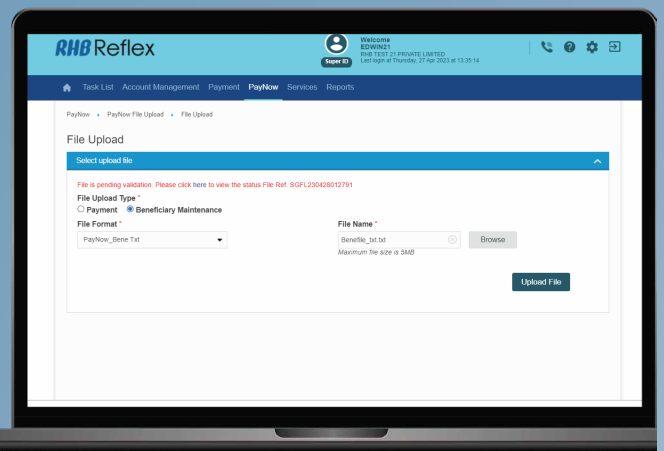 RHB Reflex
Super ID
Welcome
EDWIN21
RHB TEST 21 PRIVATE LIMITED
Last login at Thursday, 27 Apr 2023 at 13:35:14
Task List Account Management Payment PayNow Services Reports
PayNow PayNow File Upload File Upload
File Upload
Select upload file
File is pending validation. Please click here to view the status.File Ref. SGFL230428012791
File Upload Type *
Payment Beneficiary Maintenance
File Format * File Name *
PayNow_Bene Txt Benefile_txt.txt Browse
Maximum file size is 5MB
Upload File